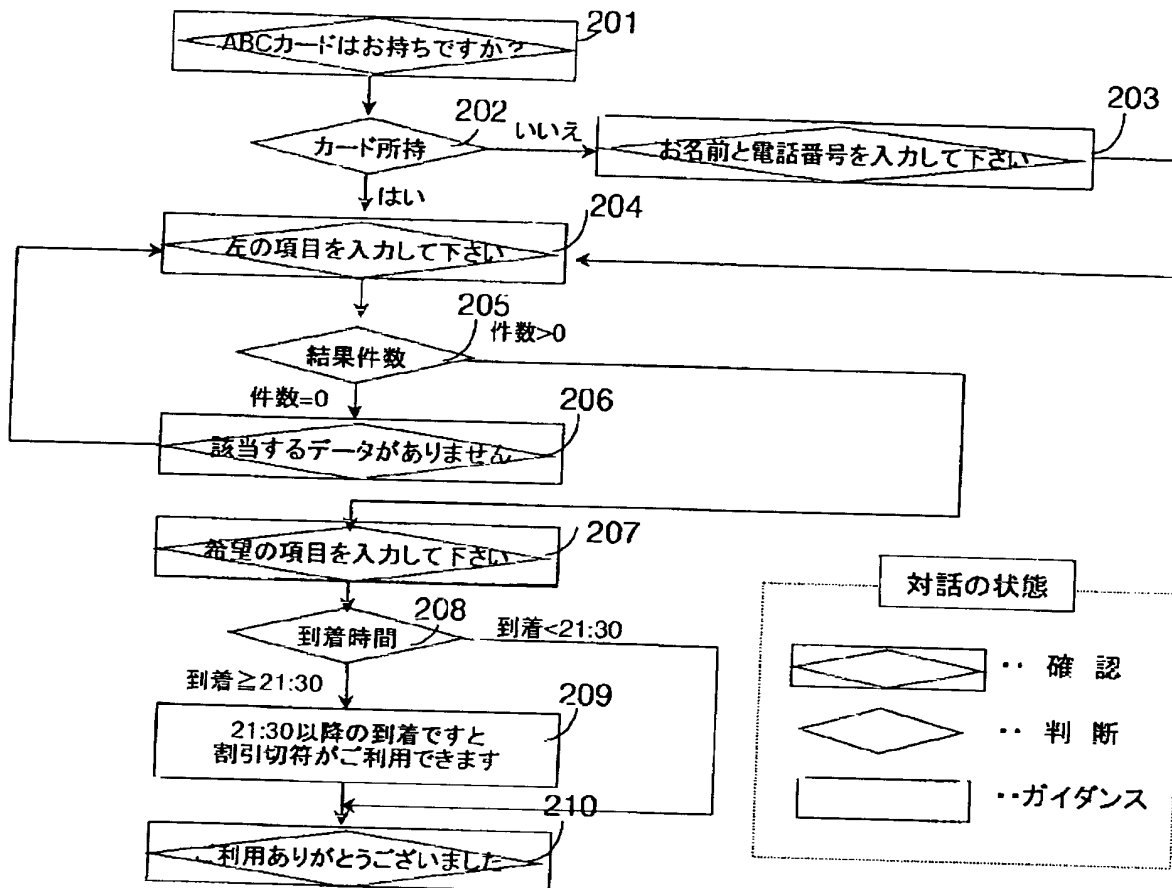 ABCカードはお持ちですか?
201
202
カード所持
いいえ
203
お名前と電話番号を入力して下さい
はい
204
左の項目を入力して下さい
205
件数>0
結果件数
件数=0
206
該当するデータがありません
207
希望の項目を入力して下さい
208
到着時間
到着<21:30
到着≧21:30
209
21:30以降の到着ですと
割引切符がご利用できます
210
利用ありがとうございました
対話の状態
‥ 確 認
‥ 判 断
‥ガイダンス